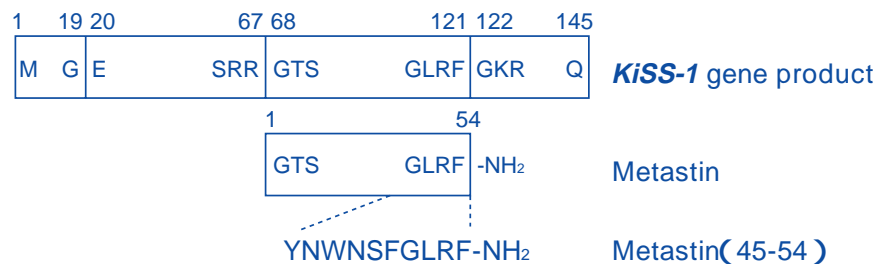 1 19 20 67 68 121 122 145
M G E SRR GTS GLRF GKR Q KiSS-1 gene product
1 54
GTS GLRF -NH₂ Metastin
YNWNSFGLRF-NH₂ Metastin(45-54)